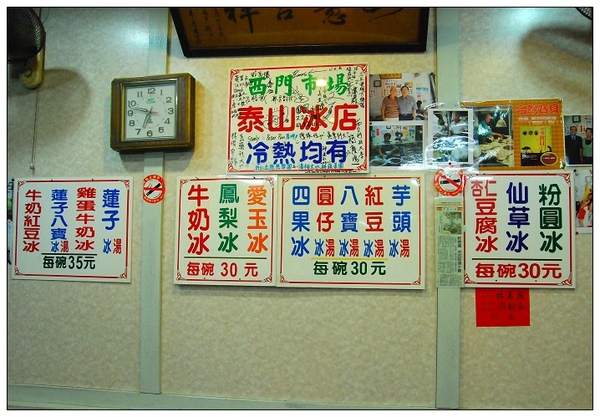 西門市場
泰山冰店
冷熱均有
蓮子冰湯
雞蛋牛奶冰
蓮子八寶冰湯
牛奶紅豆冰
每碗35元
愛玉冰
鳳梨冰
牛奶冰
每碗30元
芋頭冰湯
紅豆冰湯
八寶冰湯
圓仔冰湯
四果冰
每碗30元
粉圓冰
仙草冰
杏仁豆腐冰
每碗30元